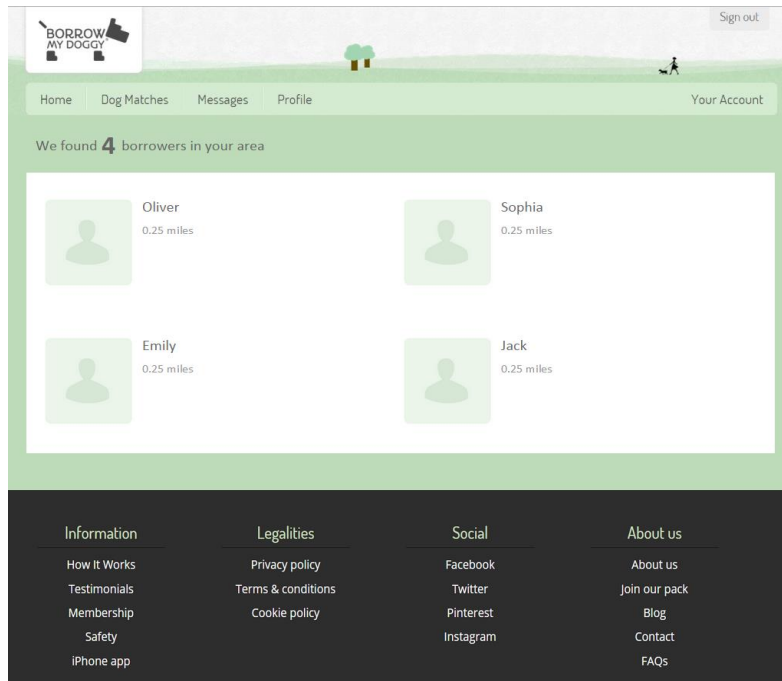 BORROW
MY DOGGY
Sign out
Home Dog Matches Messages Profile Your Account
We found 4 borrowers in your area
Oliver
0.25 miles
Sophia
0.25 miles
Emily
0.25 miles
Jack
0.25 miles
Information
How It Works
Testimonials
Membership
Safety
iPhone app
Legalities
Privacy policy
Terms & conditions
Cookie policy
Social
Facebook
Twitter
Pinterest
Instagram
About us
About us
Join our pack
Blog
Contact
FAQs